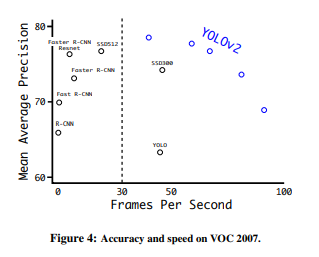 80
70
60
Mean Average Precision
Faster R-CNN
Resnet
SSD512
YOLOv2
Faster R-CNN
SSD300
Fast R-CNN
R-CNN
YOLO
0
30
50
100
Frames Per Second
Figure 4: Accuracy and speed on VOC 2007.